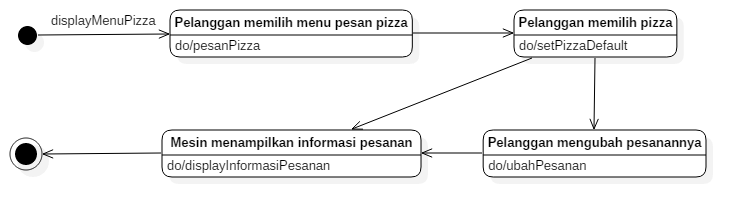 displayMenuPizza
Pelanggan memilih menu pesan pizza
do/pesanPizza
Pelanggan memilih pizza
do/setPizzaDefault
Mesin menampilkan informasi pesanan
do/displayInformasiPesanan
Pelanggan mengubah pesanannya
do/ubahPesanan